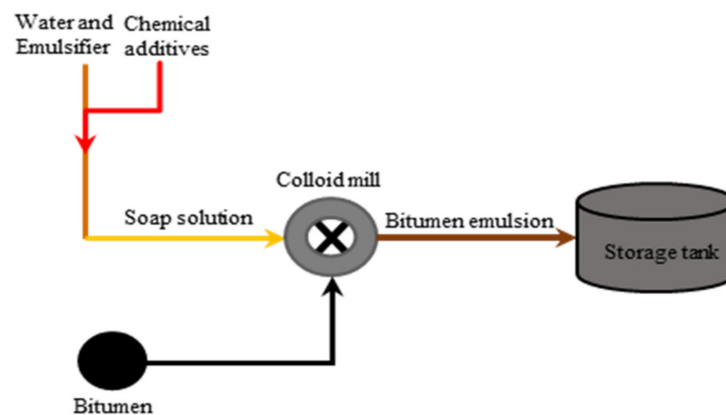 Water and
Emulsifier
Chemical
additives
Colloid mill
Soap solution
Bitumen emulsion
Storage tank
Bitumen